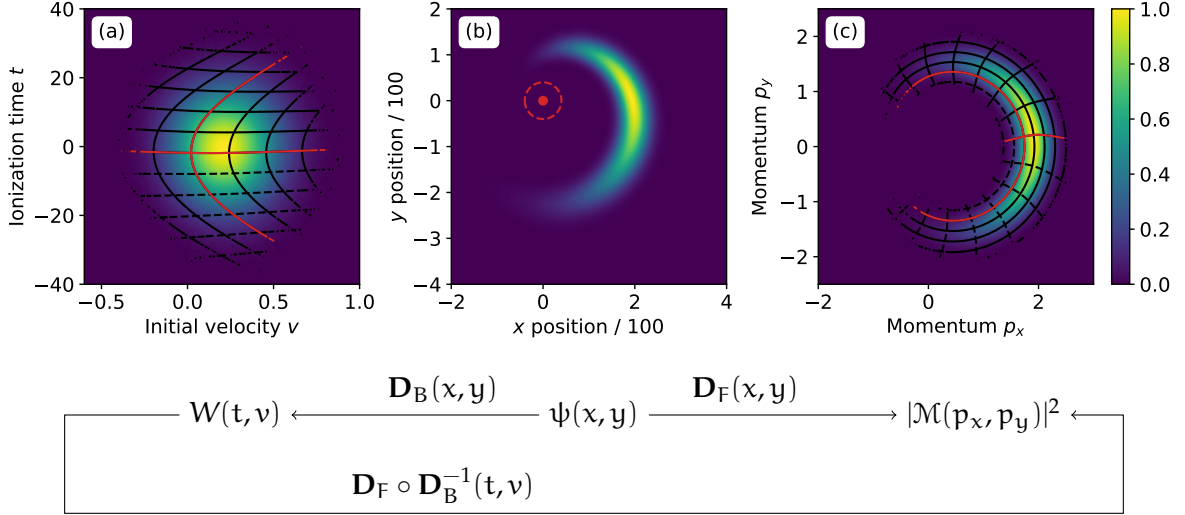 (a)
40
20
0
−20
−40
Ionization time t
−0.5
0.0
0.5
1.0
Initial velocity v
(b)
2
1
0
−1
−2
−3
−4
y position / 100
−2
0
2
4
x position / 100
(c)
2
1
0
−1
−2
Momentum p_y
−2
0
2
Momentum p_x
1.0
0.8
0.6
0.4
0.2
0.0
D_B(x, y) D_F(x, y)
W(t, v) ψ(x, y) |M(p_x, p_y)|²
D_F ∘ D_B⁻¹(t, v)